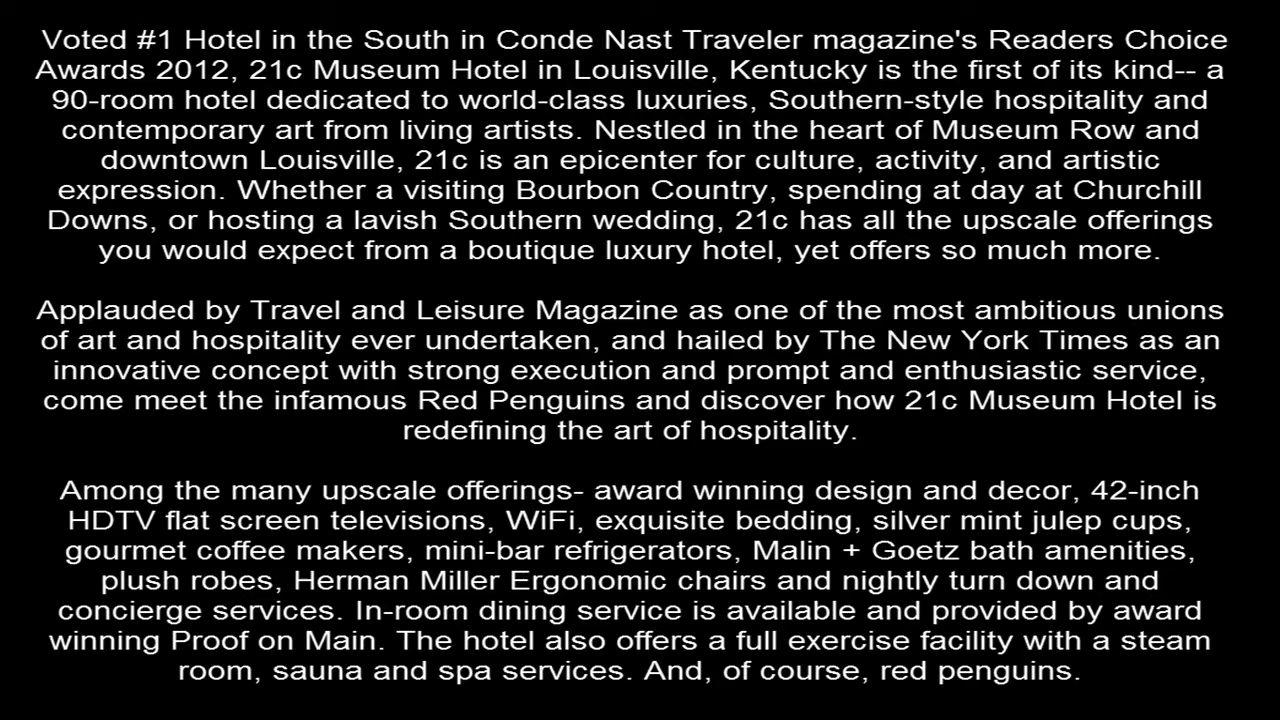 Voted #1 Hotel in the South in Conde Nast Traveler magazine's Readers Choice
Awards 2012, 21c Museum Hotel in Louisville, Kentucky is the first of its kind-- a
90-room hotel dedicated to world-class luxuries, Southern-style hospitality and
contemporary art from living artists. Nestled in the heart of Museum Row and
downtown Louisville, 21c is an epicenter for culture, activity, and artistic
expression. Whether a visiting Bourbon Country, spending at day at Churchill
Downs, or hosting a lavish Southern wedding, 21c has all the upscale offerings
you would expect from a boutique luxury hotel, yet offers so much more.
Applauded by Travel and Leisure Magazine as one of the most ambitious unions
of art and hospitality ever undertaken, and hailed by The New York Times as an
innovative concept with strong execution and prompt and enthusiastic service,
come meet the infamous Red Penguins and discover how 21c Museum Hotel is
redefining the art of hospitality.
Among the many upscale offerings- award winning design and decor, 42-inch
HDTV flat screen televisions, WiFi, exquisite bedding, silver mint julep cups,
gourmet coffee makers, mini-bar refrigerators, Malin + Goetz bath amenities,
plush robes, Herman Miller Ergonomic chairs and nightly turn down and
concierge services. In-room dining service is available and provided by award
winning Proof on Main. The hotel also offers a full exercise facility with a steam
room, sauna and spa services. And, of course, red penguins.